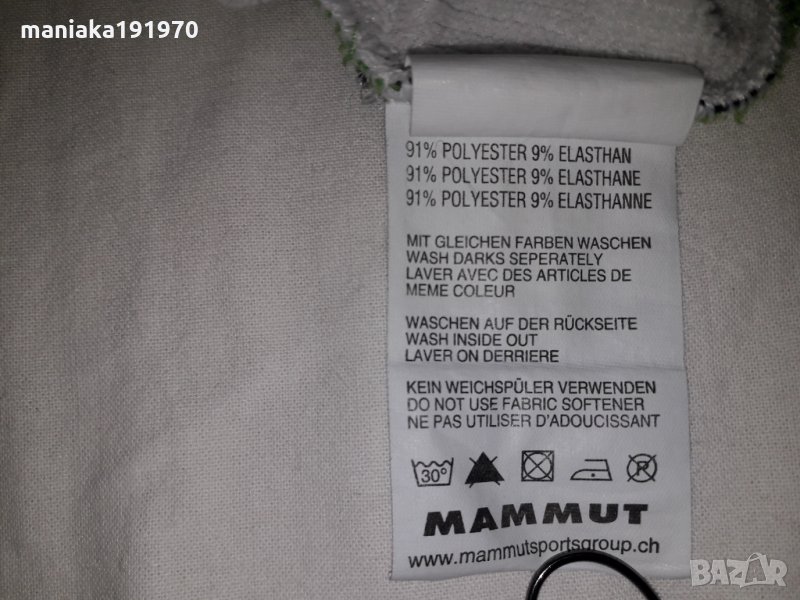 maniaka191970
91% POLYESTER 9% ELASTHAN
91% POLYESTER 9% ELASTHANE
91% POLYESTER 9% ELASTHANNE
MIT GLEICHEN FARBEN WASCHEN
WASH DARKS SEPERATELY
LAVER AVEC DES ARTICLES DE
MEME COLEUR
WASCHEN AUF DER RÜCKSEITE
WASH INSIDE OUT
LAVER ON DERRIERE
KEIN WEICHSPÜLER VERWENDEN
DO NOT USE FABRIC SOFTENER
NE PAS UTILISER D'ADOUCISSANT
30° R
MAMMUT
www.mammutsportsgroup.ch
BAZAR